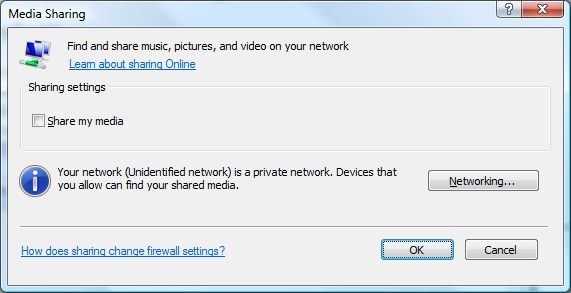 Media Sharing
Find and share music, pictures, and video on your network
Learn about sharing Online
Sharing settings
Share my media
Your network (Unidentified network) is a private network. Devices that
you allow can find your shared media.
Networking...
How does sharing change firewall settings?
OK
Cancel